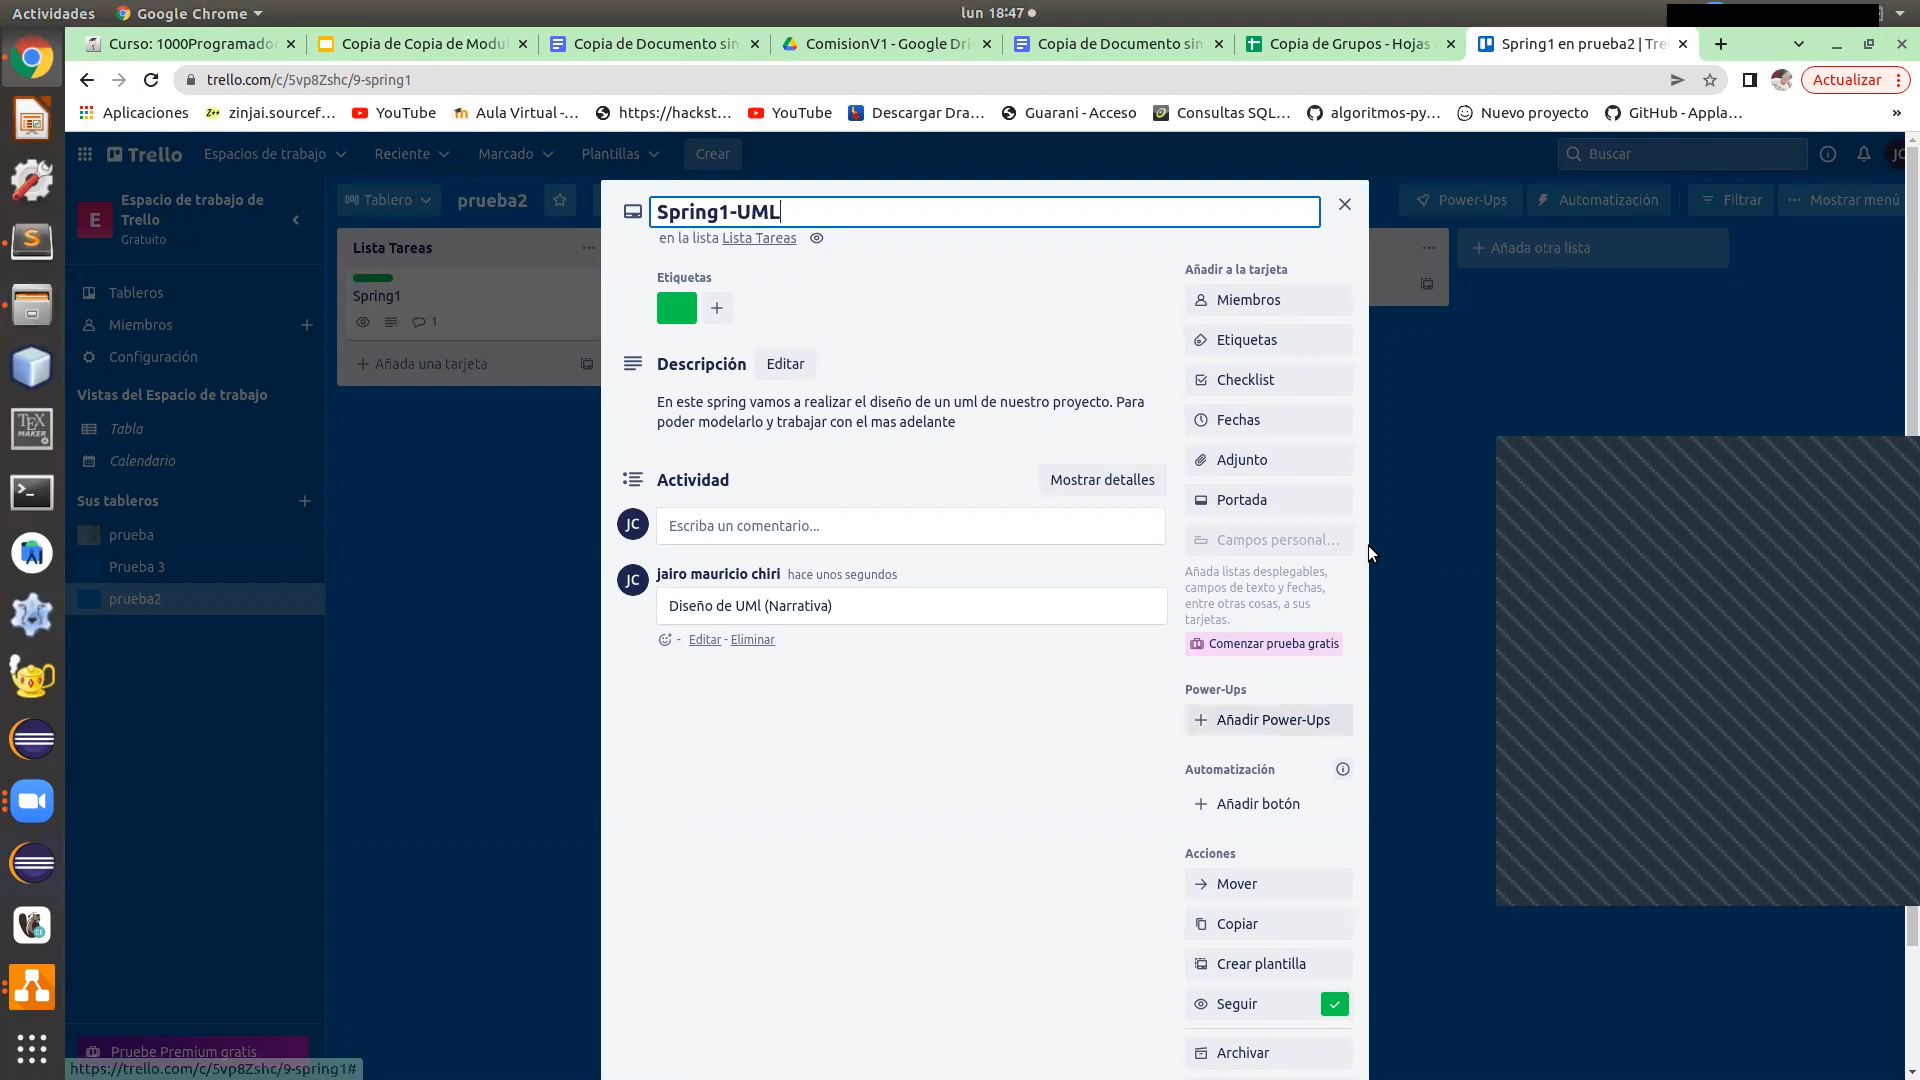 Actividades
Google Chrome
lun 18:47
Curso: 1000Programado
Copia de Copia de Modul
Copia de Documento sin
ComisionV1 - Google Dri
Copia de Documento sin
Copia de Grupos - Hojas
Spring1 en prueba2 | Tre
trello.com/c/5vp8Zshc/9-spring1
Actualizar
Aplicaciones
zinjai.sourcef...
YouTube
Aula Virtual -...
https://hackst...
YouTube
Descargar Dra...
Guarani - Acceso
Consultas SQL...
algoritmos-py...
Nuevo proyecto
GitHub - Appla...
»
Trello
Espacios de trabajo
Reciente
Marcado
Plantillas
Crear
Buscar
JC
E
Espacio de trabajo de
Trello
Gratuito
Tableros
Miembros
Configuración
Vistas del Espacio de trabajo
Tabla
Calendario
Sus tableros
prueba
Prueba 3
prueba2
Pruebe Premium gratis
https://trello.com/c/5vp8Zshc/9-spring1#
Tablero
prueba2
Power-Ups
Automatización
Filtrar
Mostrar menú
Lista Tareas
Spring1
1
+ Añada una tarjeta
+ Añada otra lista
Spring1-UML
en la lista Lista Tareas
Etiquetas
Descripción
Editar
En este spring vamos a realizar el diseño de un uml de nuestro proyecto. Para
poder modelarlo y trabajar con el mas adelante
Actividad
Mostrar detalles
JC
Escriba un comentario...
JC
jairo mauricio chiri hace unos segundos
Diseño de UMl (Narrativa)
- Editar - Eliminar
Añadir a la tarjeta
Miembros
Etiquetas
Checklist
Fechas
Adjunto
Portada
Campos personal...
Añada listas desplegables,
campos de texto y fechas,
entre otras cosas, a sus
tarjetas.
Comenzar prueba gratis
Power-Ups
+ Añadir Power-Ups
Automatización
+ Añadir botón
Acciones
Mover
Copiar
Crear plantilla
Seguir
Archivar
TEX
MAKER